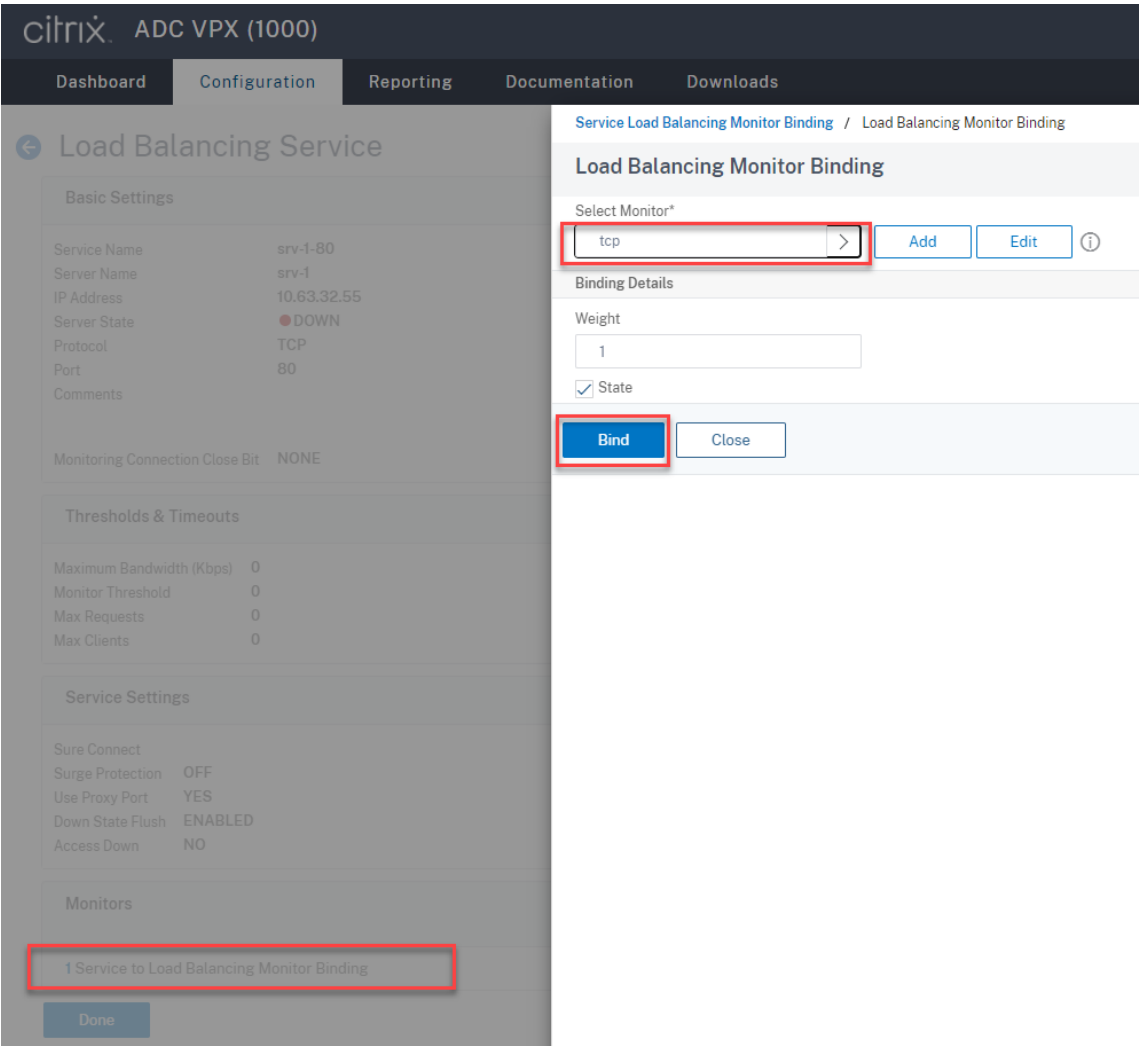 citrix. ADC VPX (1000)
Dashboard Configuration Reporting Documentation Downloads
Load Balancing Service
Basic Settings
Service Name srv-1-80
Server Name srv-1
IP Address 10.63.32.55
Server State DOWN
Protocol TCP
Port 80
Comments
Monitoring Connection Close Bit NONE
Thresholds & Timeouts
Maximum Bandwidth (Kbps) 0
Monitor Threshold 0
Max Requests 0
Max Clients 0
Service Settings
Sure Connect
Surge Protection OFF
Use Proxy Port YES
Down State Flush ENABLED
Access Down NO
Monitors
1 Service to Load Balancing Monitor Binding
Done
Service Load Balancing Monitor Binding / Load Balancing Monitor Binding
Load Balancing Monitor Binding
Select Monitor*
tcp > Add Edit
Binding Details
Weight
1
State
Bind Close